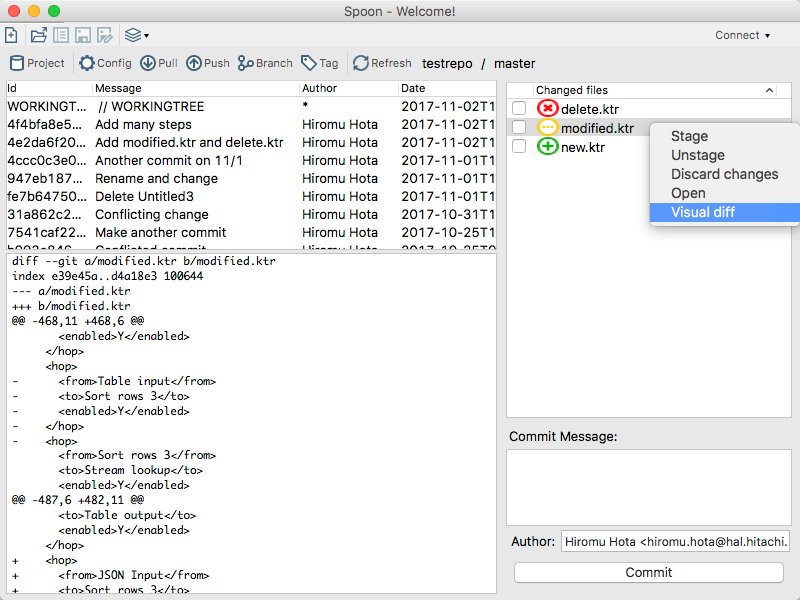 Spoon - Welcome!
Connect
Project Config Pull Push Branch Tag Refresh testrepo / master
Id Message Author Date
WORKINGT... // WORKINGTREE * 2017-11-02T1
4f4bfa8e5... Add many steps Hiromu Hota 2017-11-02T1
4e2da6f20... Add modified.ktr and delete.ktr Hiromu Hota 2017-11-02T1
4ccc0c3e0... Another commit on 11/1 Hiromu Hota 2017-11-01T1
947eb187... Rename and change Hiromu Hota 2017-11-01T1
fe7b64750... Delete Untitled3 Hiromu Hota 2017-11-01T1
31a862c2... Conflicting change Hiromu Hota 2017-10-31T1
7541caf22... Make another commit Hiromu Hota 2017-10-25T1
Conflicted commit Hiromu Hota
diff --git a/modified.ktr b/modified.ktr
index e39e45a..d4a18e3 100644
--- a/modified.ktr
+++ b/modified.ktr
@@ -468,11 +468,6 @@
<enabled>Y</enabled>
</hop>
<hop>
- <from>Table input</from>
- <to>Sort rows 3</to>
- <enabled>Y</enabled>
- </hop>
- <hop>
<from>Sort rows 3</from>
<to>Stream lookup</to>
<enabled>Y</enabled>
@@ -487,6 +482,11 @@
<to>Table output</to>
<enabled>Y</enabled>
</hop>
+ <hop>
+ <from>JSON Input</from>
+ <to>Sort rows 3</to>
Changed files
delete.ktr
modified.ktr
new.ktr
Stage
Unstage
Discard changes
Open
Visual diff
Commit Message:
Author: Hiromu Hota <hiromu.hota@hal.hitachi.
Commit